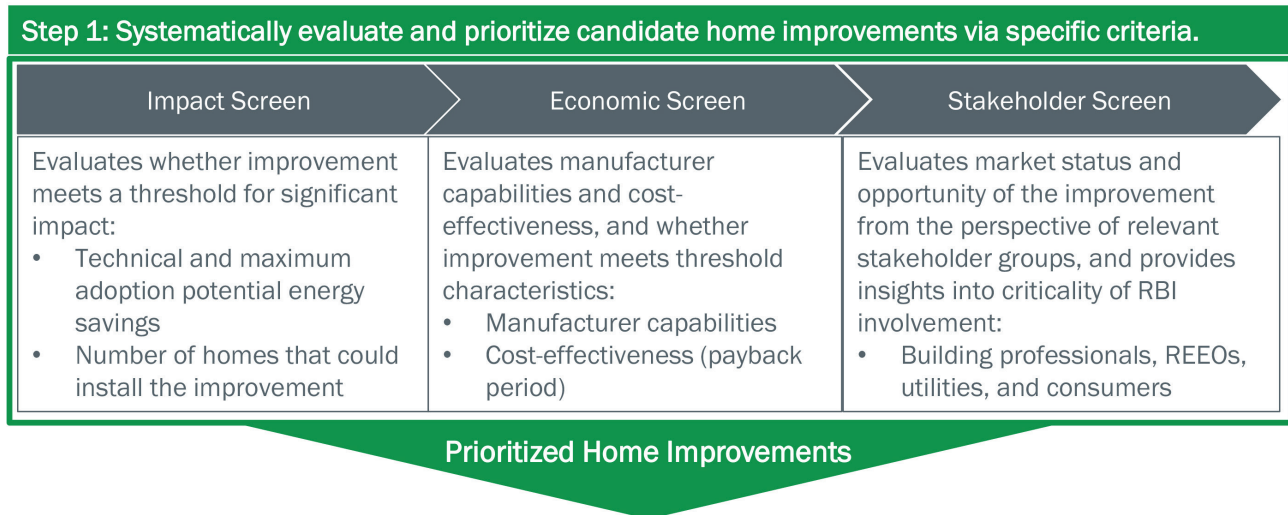 Step 1: Systematically evaluate and prioritize candidate home improvements via specific criteria.
Impact Screen
Economic Screen
Stakeholder Screen
Evaluates whether improvement
meets a threshold for significant
impact:
• Technical and maximum
adoption potential energy
savings
• Number of homes that could
install the improvement
Evaluates manufacturer
capabilities and cost-
effectiveness, and whether
improvement meets threshold
characteristics:
• Manufacturer capabilities
• Cost-effectiveness (payback
period)
Evaluates market status and
opportunity of the improvement
from the perspective of relevant
stakeholder groups, and provides
insights into criticality of RBI
involvement:
• Building professionals, REEOs,
utilities, and consumers
Prioritized Home Improvements